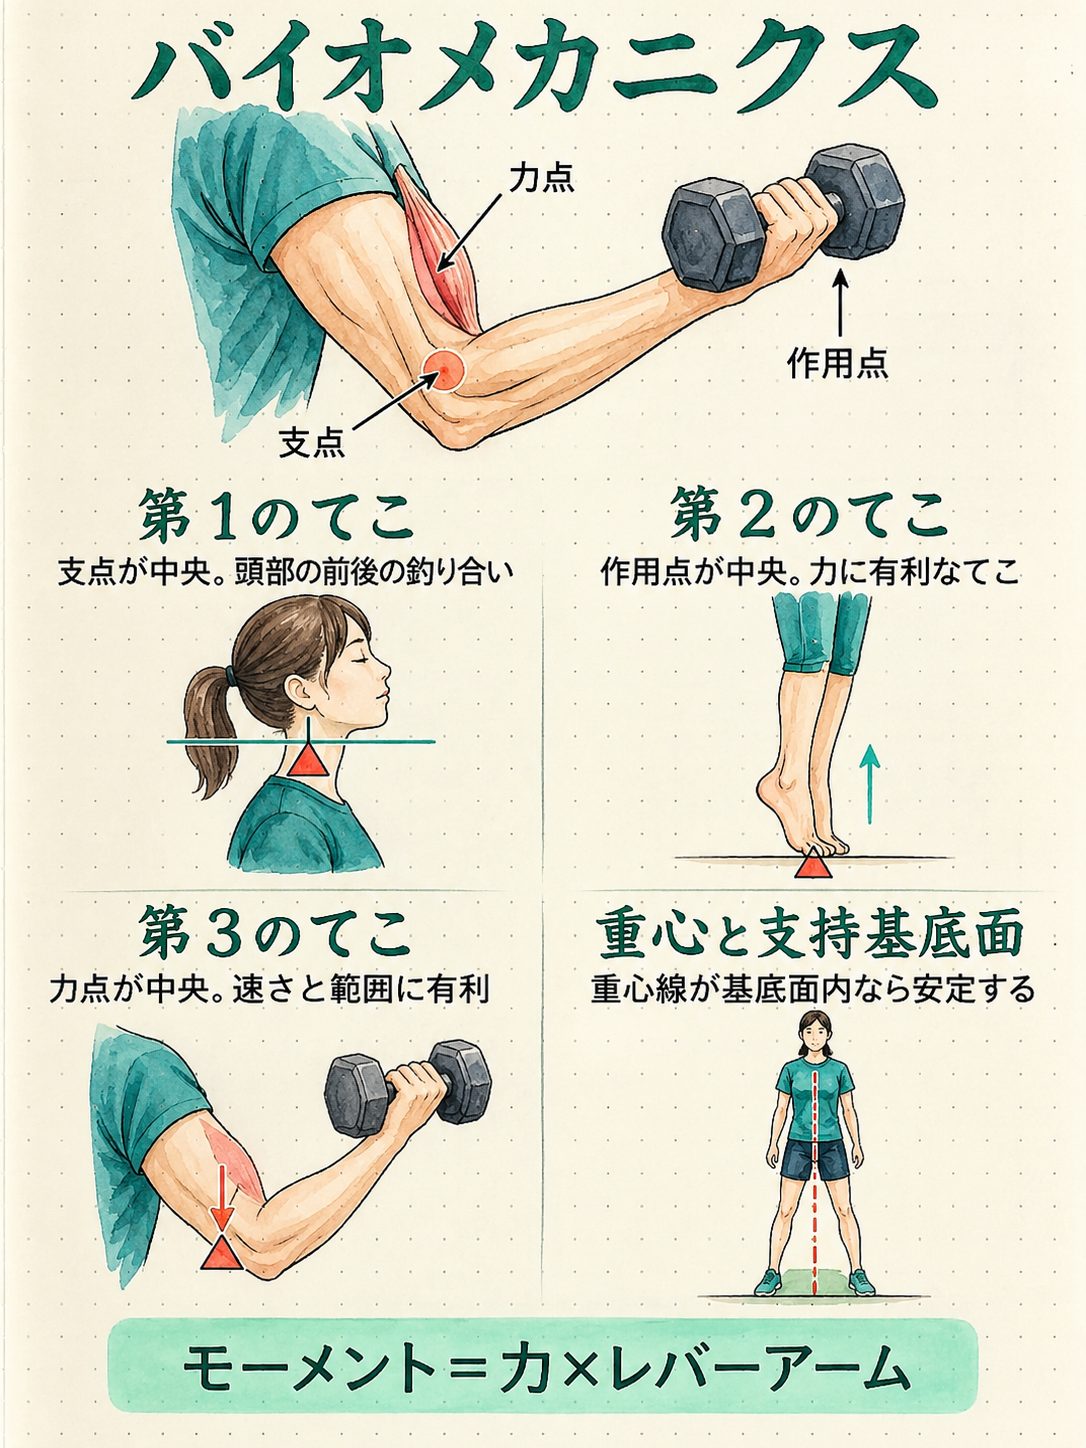 バイオメカニクス
力点
作用点
支点
第1のてこ
支点が中央。頭部の前後の釣り合い
第2のてこ
作用点が中央。力に有利なてこ
第3のてこ
力点が中央。速さと範囲に有利
重心と支持基底面
重心線が基底面内なら安定する
モーメント＝力×レバーアーム